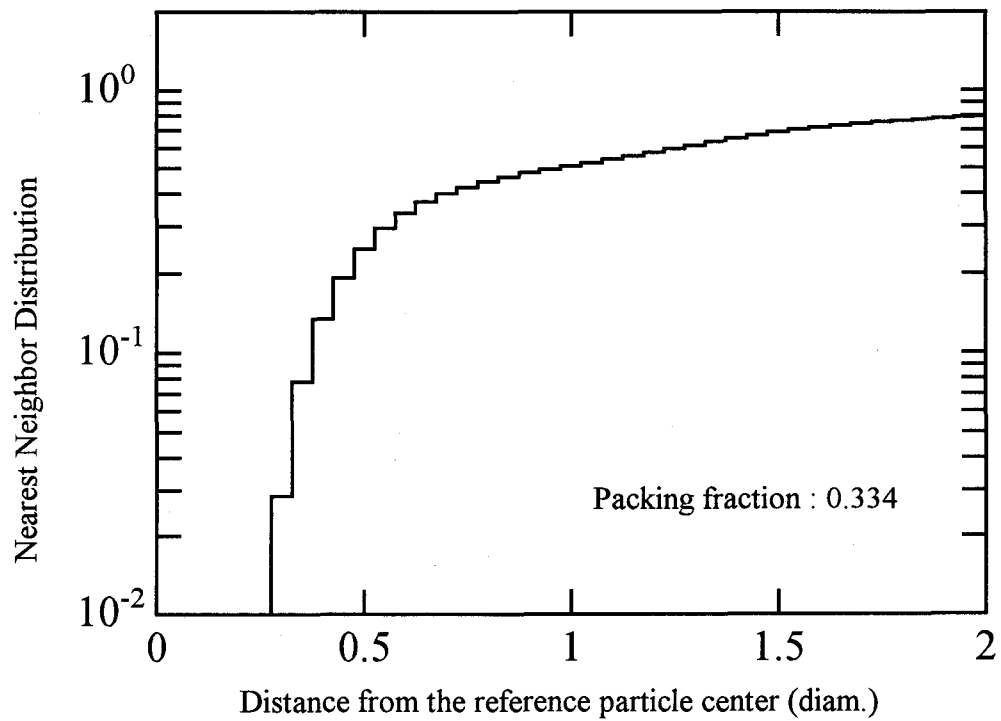 10^0
10^-1
10^-2
Nearest Neighbor Distribution
Packing fraction : 0.334
0
0.5
1
1.5
2
Distance from the reference particle center (diam.)